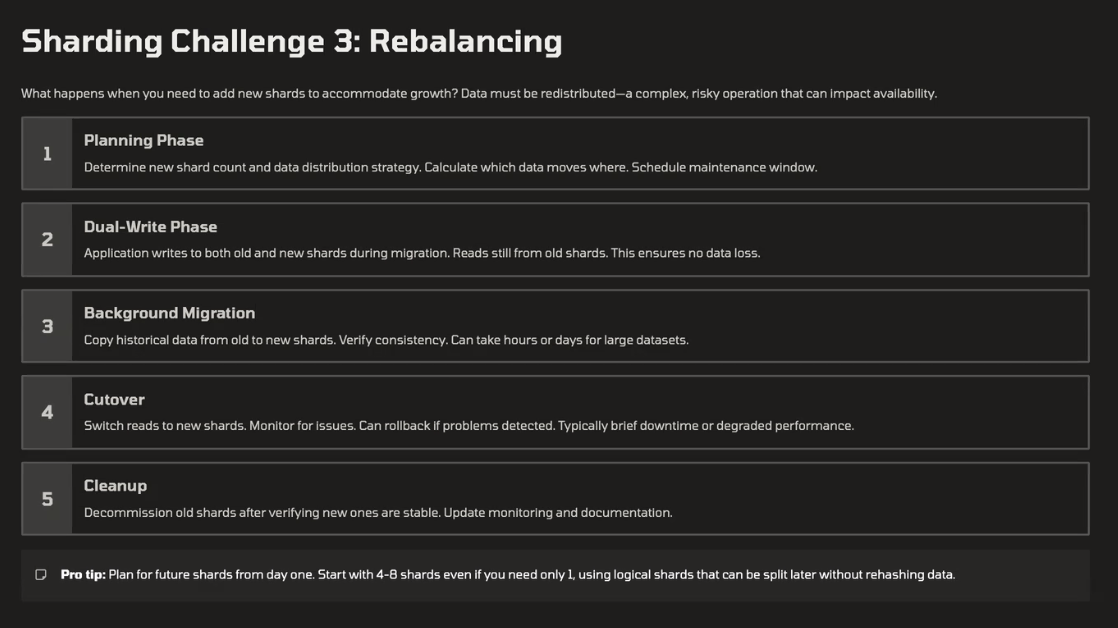 Sharding Challenge 3: Rebalancing
What happens when you need to add new shards to accommodate growth? Data must be redistributed—a complex, risky operation that can impact availability.
1
Planning Phase
Determine new shard count and data distribution strategy. Calculate which data moves where. Schedule maintenance window.
2
Dual-Write Phase
Application writes to both old and new shards during migration. Reads still from old shards. This ensures no data loss.
3
Background Migration
Copy historical data from old to new shards. Verify consistency. Can take hours or days for large datasets.
4
Cutover
Switch reads to new shards. Monitor for issues. Can rollback if problems detected. Typically brief downtime or degraded performance.
5
Cleanup
Decommission old shards after verifying new ones are stable. Update monitoring and documentation.
Pro tip: Plan for future shards from day one. Start with 4-8 shards even if you need only 1, using logical shards that can be split later without rehashing data.